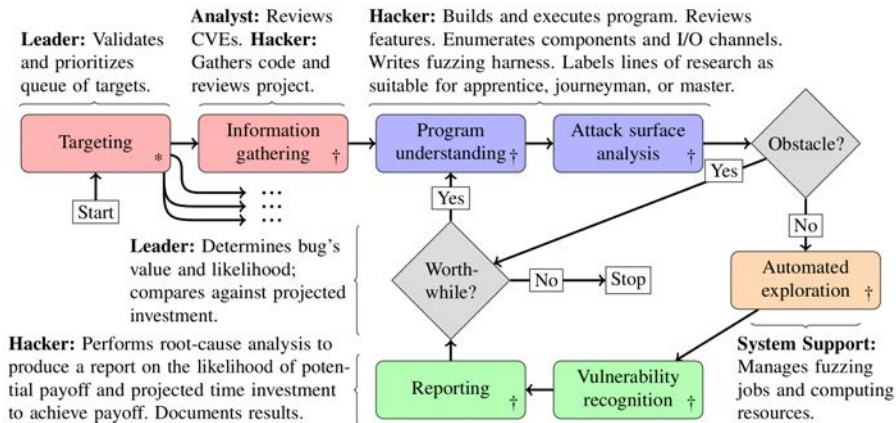 Leader: Validates
and prioritizes
queue of targets.
Analyst: Reviews
CVEs. Hacker:
Gathers code and
reviews project.
Hacker: Builds and executes program. Reviews
features. Enumerates components and I/O channels.
Writes fuzzing harness. Labels lines of research as
suitable for apprentice, journeyman, or master.
Targeting
*
Information
gathering
†
Program
understanding
†
Attack surface
analysis
†
Obstacle?
Start
...
...
...
Yes
Yes
No
Leader: Determines bug's
value and likelihood;
compares against projected
investment.
Worth-
while?
No
Stop
Automated
exploration
†
Hacker: Performs root-cause analysis to
produce a report on the likelihood of poten-
tial payoff and projected time investment
to achieve payoff. Documents results.
Reporting
†
Vulnerability
recognition
†
System Support:
Manages fuzzing
jobs and computing
resources.